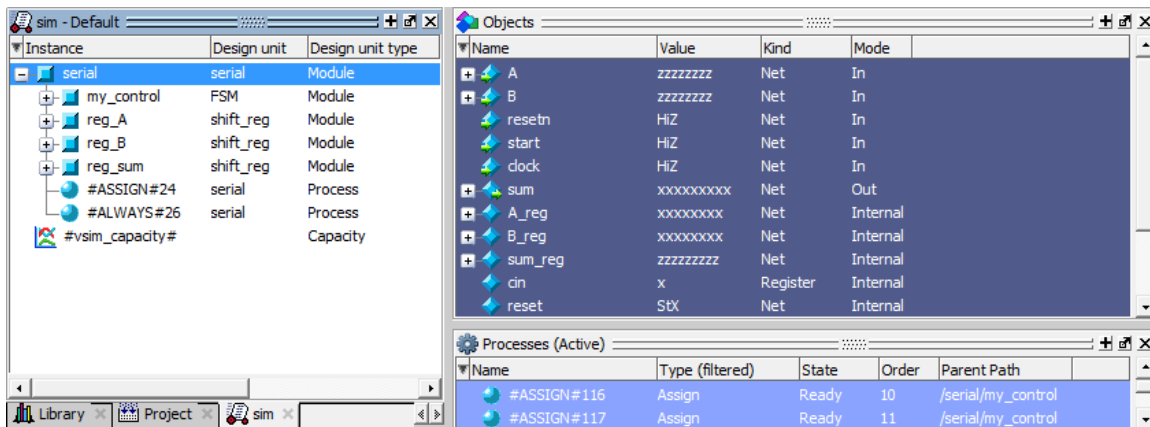 sim - Default
Instance Design unit Design unit type
serial serial Module
my_control FSM Module
reg_A shift_reg Module
reg_B shift_reg Module
reg_sum shift_reg Module
#ASSIGN#24 serial Process
#ALWAYS#26 serial Process
#vsim_capacity# Capacity
Library Project sim
Objects
Name Value Kind Mode
A zzzzzzzz Net In
B zzzzzzzz Net In
resetn HiZ Net In
start HiZ Net In
clock HiZ Net In
sum xxxxxxxxx Net Out
A_reg xxxxxxxx Net Internal
B_reg xxxxxxxx Net Internal
sum_reg zzzzzzzzz Net Internal
cin x Register Internal
reset StX Net Internal
Processes (Active)
Name Type (filtered) State Order Parent Path
#ASSIGN#116 Assign Ready 10 /serial/my_control
#ASSIGN#117 Assign Ready 11 /serial/my_control